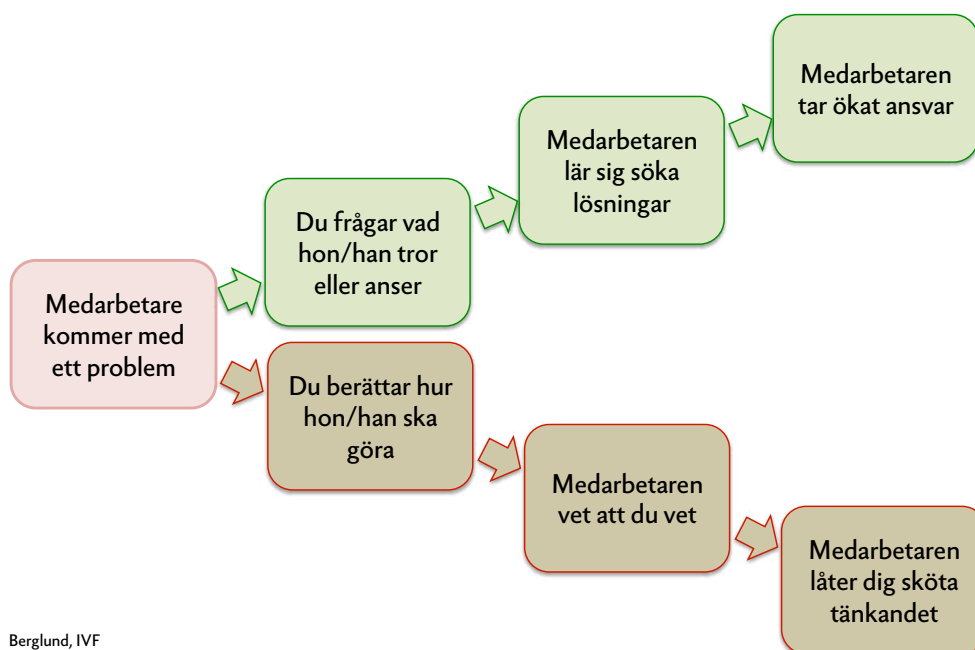 Medarbetare
kommer med
ett problem
Du frågar vad
hon/han tror
eller anser
Medarbetaren
lär sig söka
lösningar
Medarbetaren
tar ökat ansvar
Du berättar hur
hon/han ska
göra
Medarbetaren
vet att du vet
Medarbetaren
låter dig sköta
tänkandet
Berglund, IVF